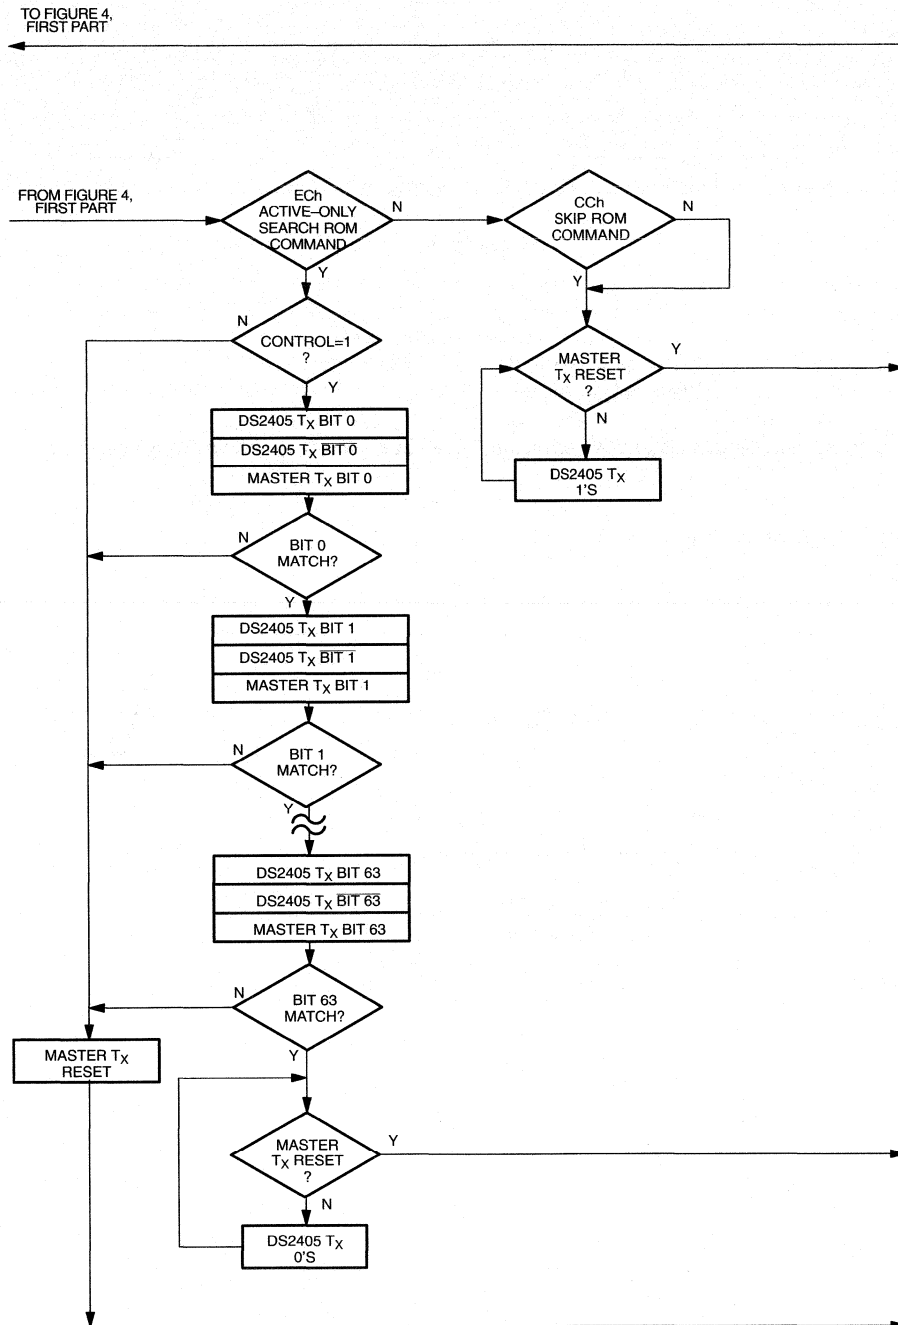 TO FIGURE 4,
FIRST PART
FROM FIGURE 4,
FIRST PART
ECh
ACTIVE–ONLY
SEARCH ROM
COMMAND
N
Y
CCh
SKIP ROM
COMMAND
N
Y
N
CONTROL=1
?
Y
MASTER
TX RESET
?
Y
N
DS2405 TX
1'S
DS2405 TX BIT 0
DS2405 TX BIT 0
MASTER TX BIT 0
N
BIT 0
MATCH?
Y
DS2405 TX BIT 1
DS2405 TX BIT 1
MASTER TX BIT 1
N
BIT 1
MATCH?
Y
DS2405 TX BIT 63
DS2405 TX BIT 63
MASTER TX BIT 63
N
BIT 63
MATCH?
Y
MASTER TX
RESET
MASTER
TX RESET
?
Y
N
DS2405 TX
0'S